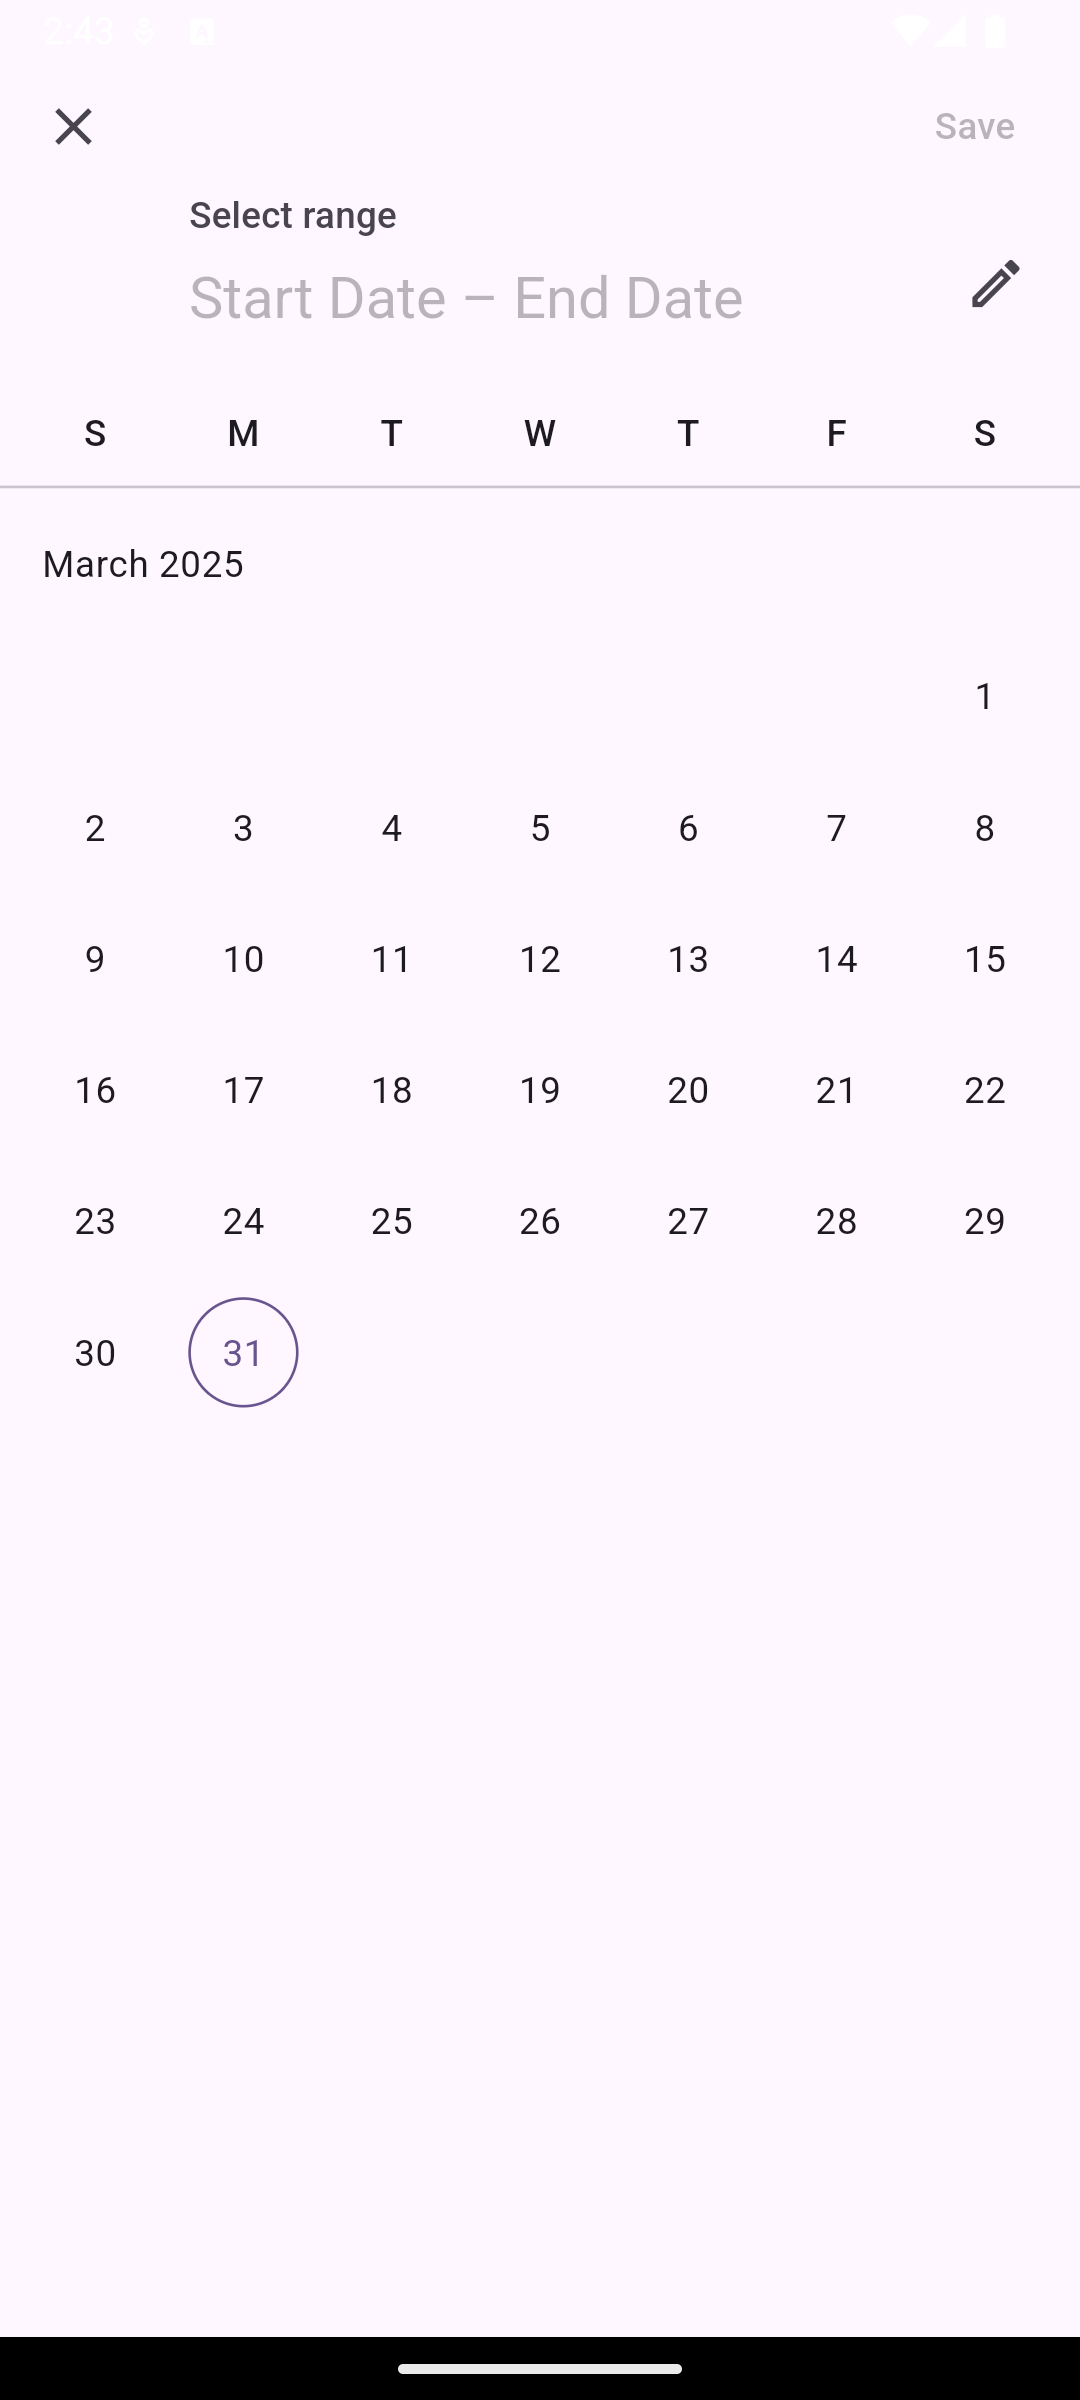 2:43
Save
Select range
Start Date – End Date
S M T W T F S
March 2025
1
2 3 4 5 6 7 8
9 10 11 12 13 14 15
16 17 18 19 20 21 22
23 24 25 26 27 28 29
30 31